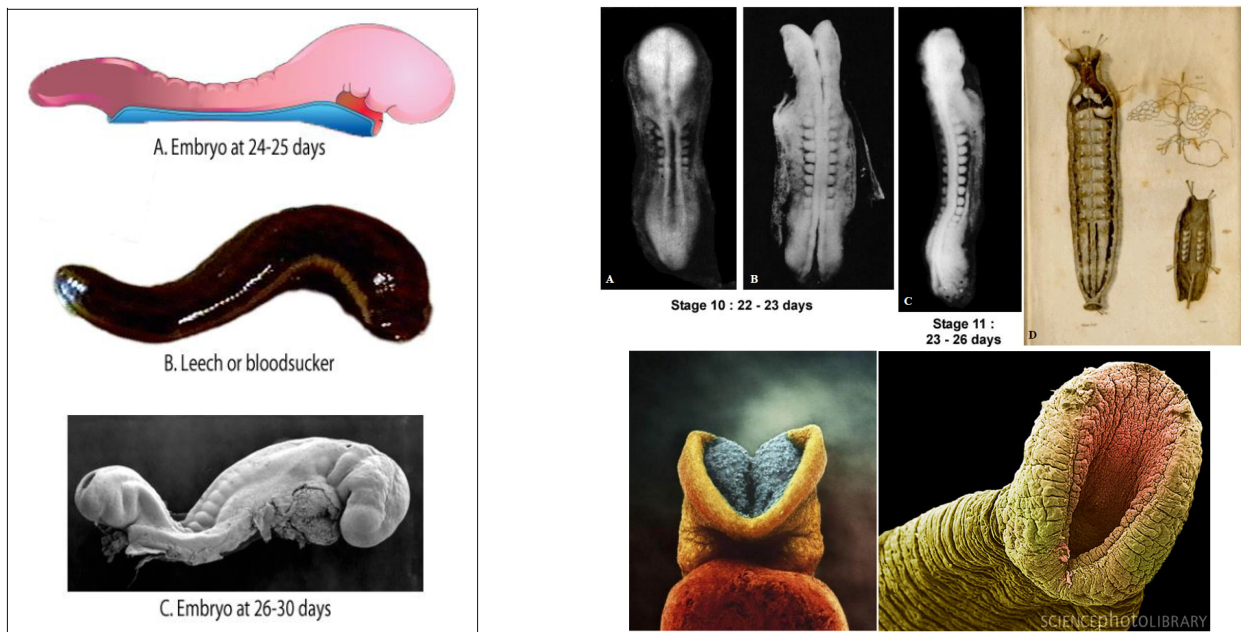 A. Embryo at 24-25 days
B. Leech or bloodsucker
C. Embryo at 26-30 days
A
B
C
D
Stage 10 : 22 - 23 days
Stage 11 :
23 - 26 days
SCIENCEphotoLIBRARY